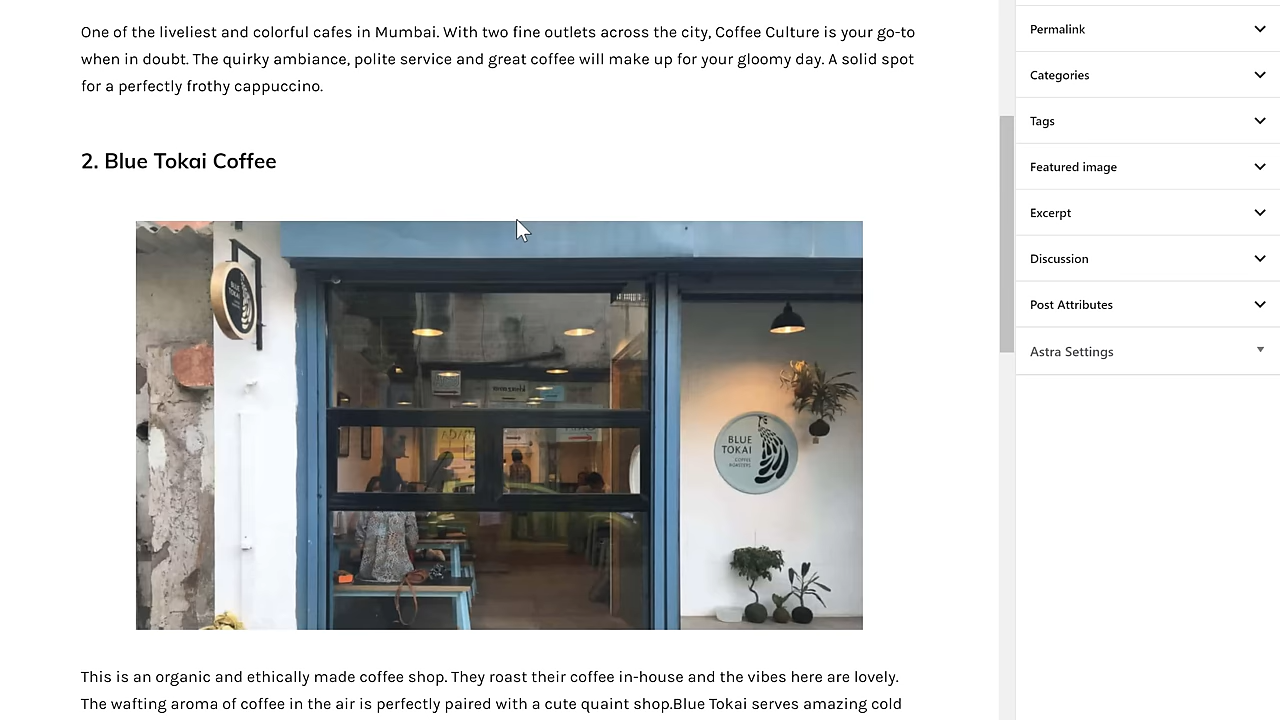 One of the liveliest and colorful cafes in Mumbai. With two fine outlets across the city, Coffee Culture is your go-to
when in doubt. The quirky ambiance, polite service and great coffee will make up for your gloomy day. A solid spot
for a perfectly frothy cappuccino.
2. Blue Tokai Coffee
BLUE
TOKAI
BLUE
TOKAI
COFFEE
ROASTERS
This is an organic and ethically made coffee shop. They roast their coffee in-house and the vibes here are lovely.
The wafting aroma of coffee in the air is perfectly paired with a cute quaint shop.Blue Tokai serves amazing cold
Permalink
Categories
Tags
Featured image
Excerpt
Discussion
Post Attributes
Astra Settings